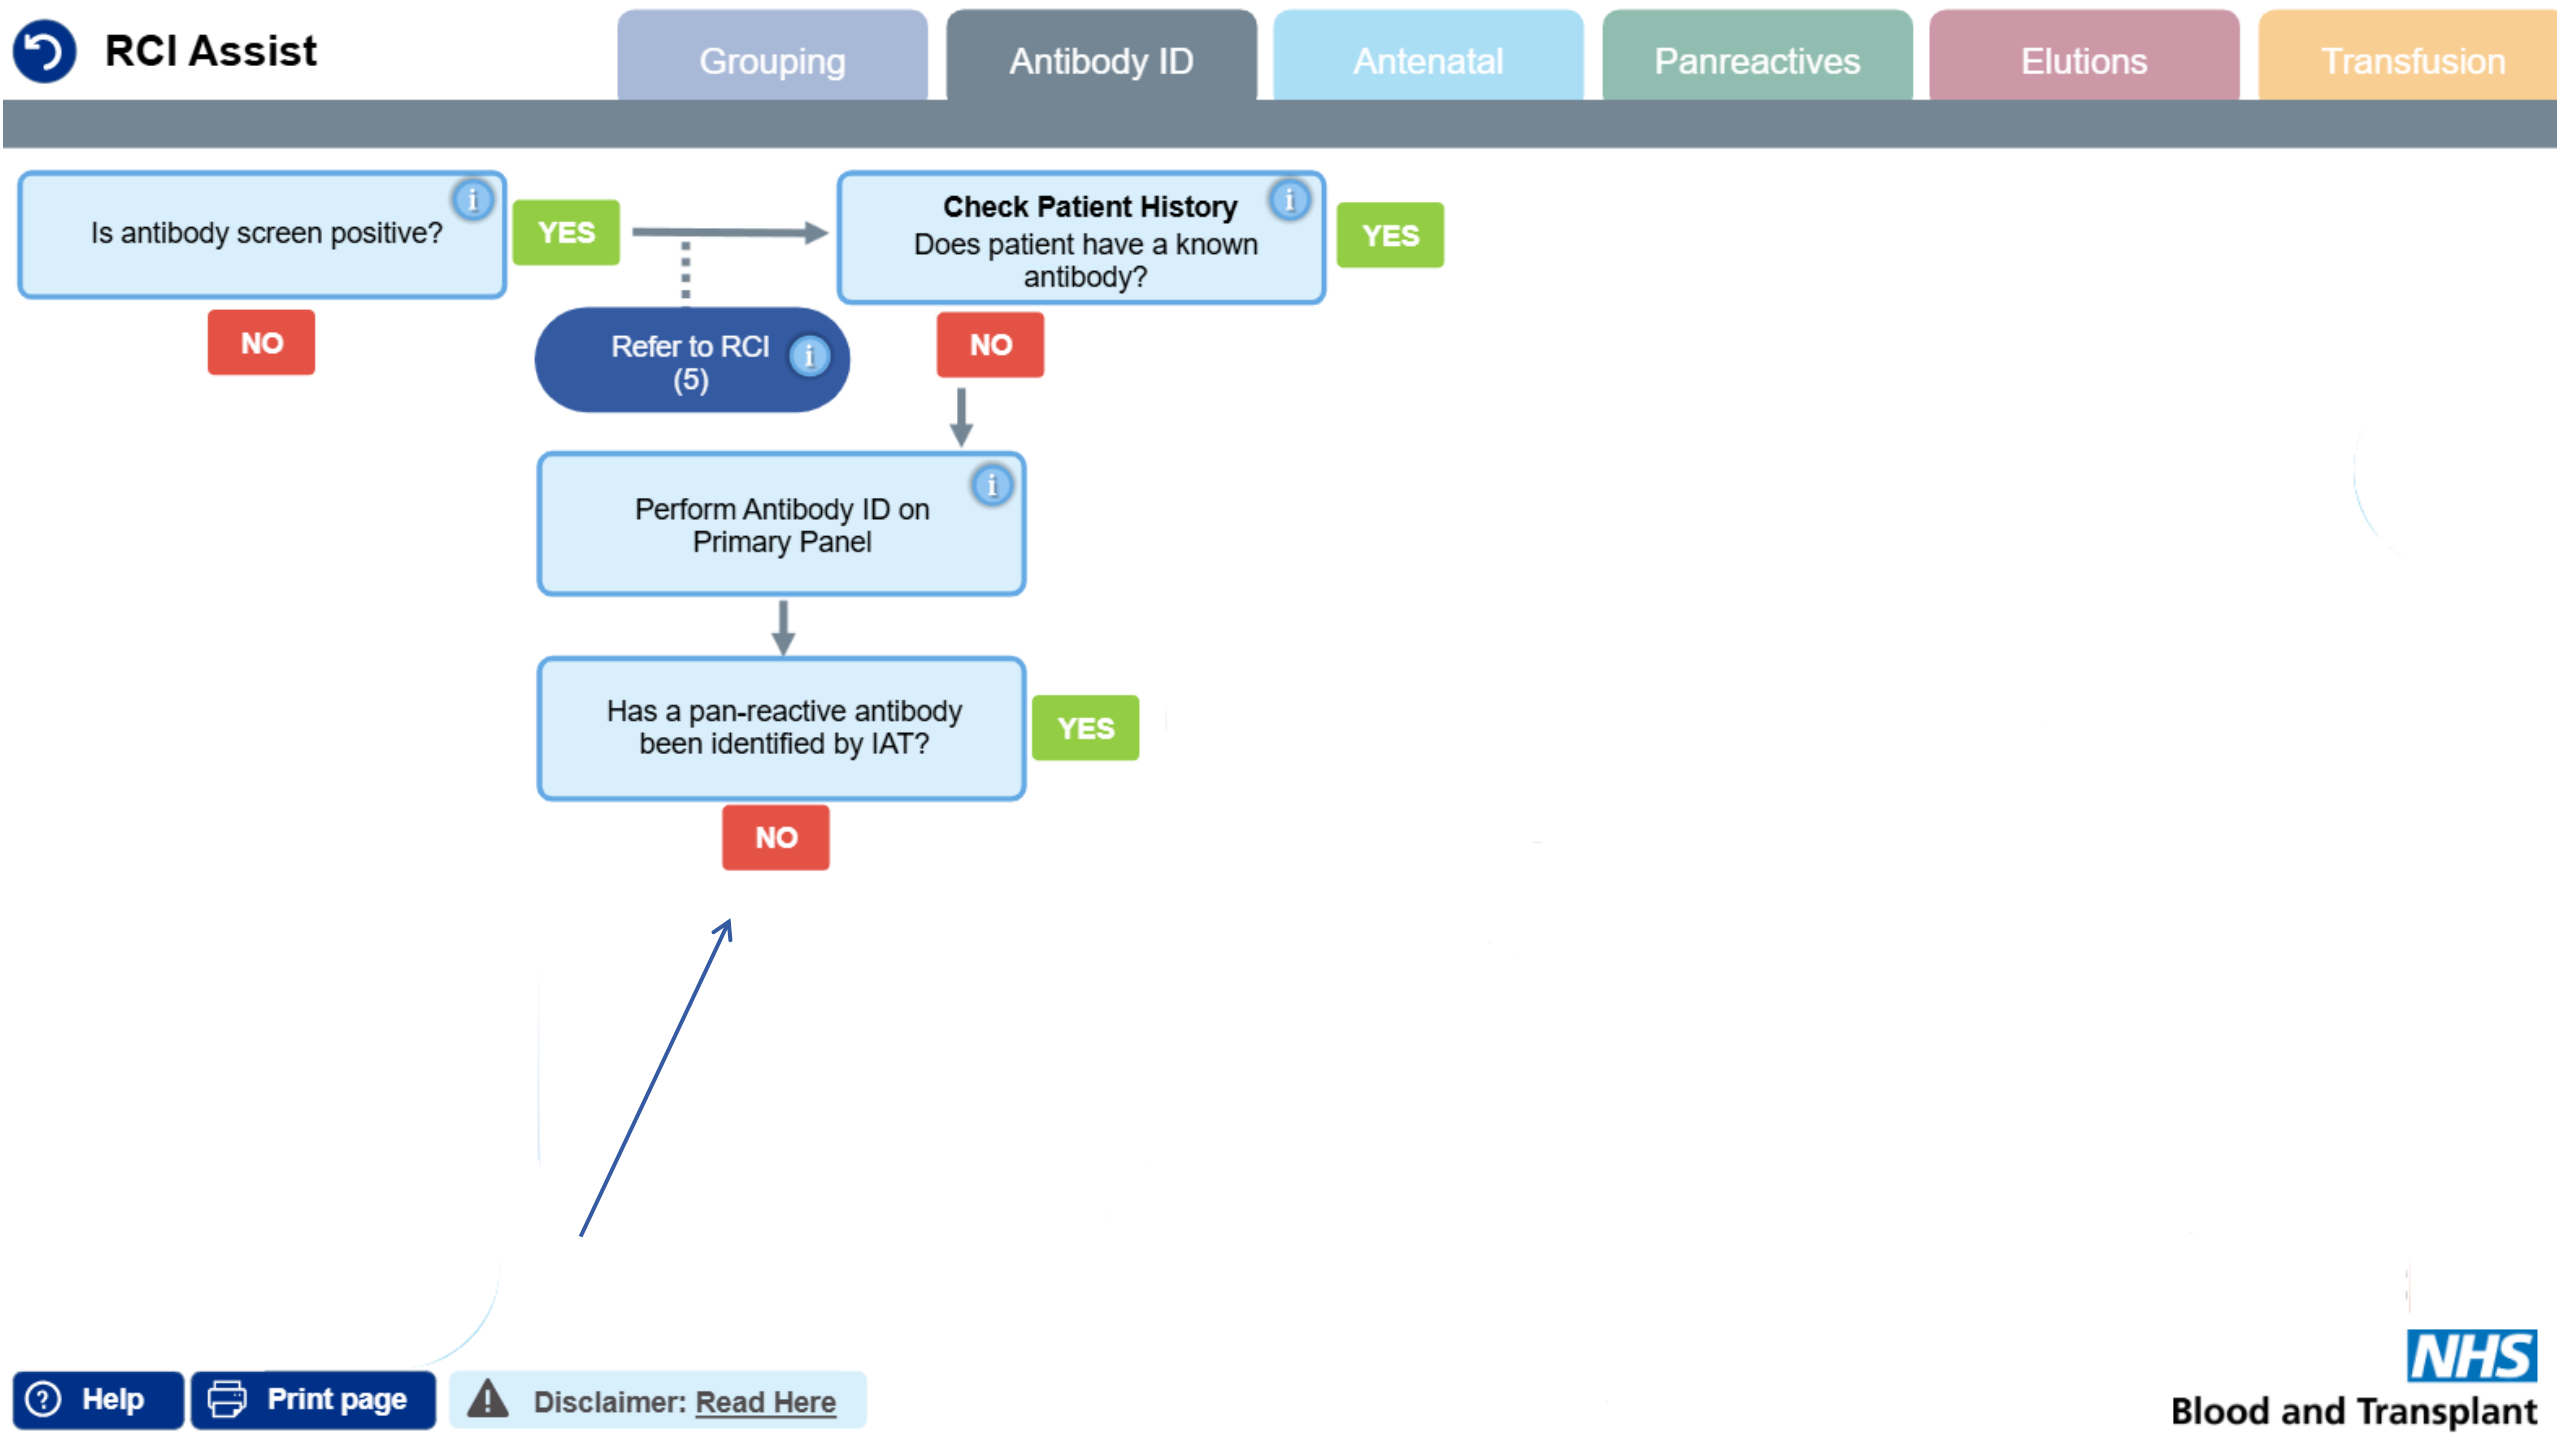 RCI Assist
Grouping
Antibody ID
Antenatal
Panreactives
Elutions
Transfusion
Is antibody screen positive?
YES
NO
Check Patient History
Does patient have a known
antibody?
YES
NO
Refer to RCI
(5)
Perform Antibody ID on
Primary Panel
Has a pan-reactive antibody
been identified by IAT?
YES
NO
Help
Print page
Disclaimer: Read Here
NHS
Blood and Transplant